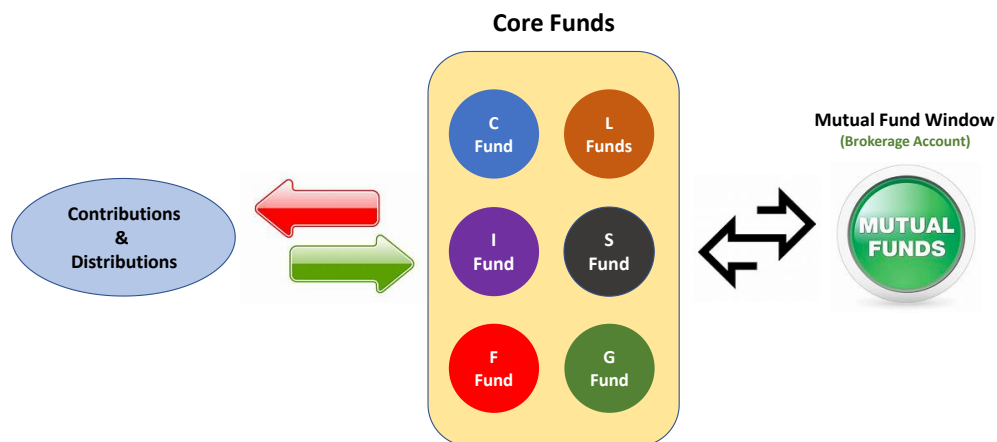 Core Funds
C
Fund
L
Funds
Mutual Fund Window
(Brokerage Account)
Contributions
&
Distributions
I
Fund
S
Fund
MUTUAL
FUNDS
F
Fund
G
Fund